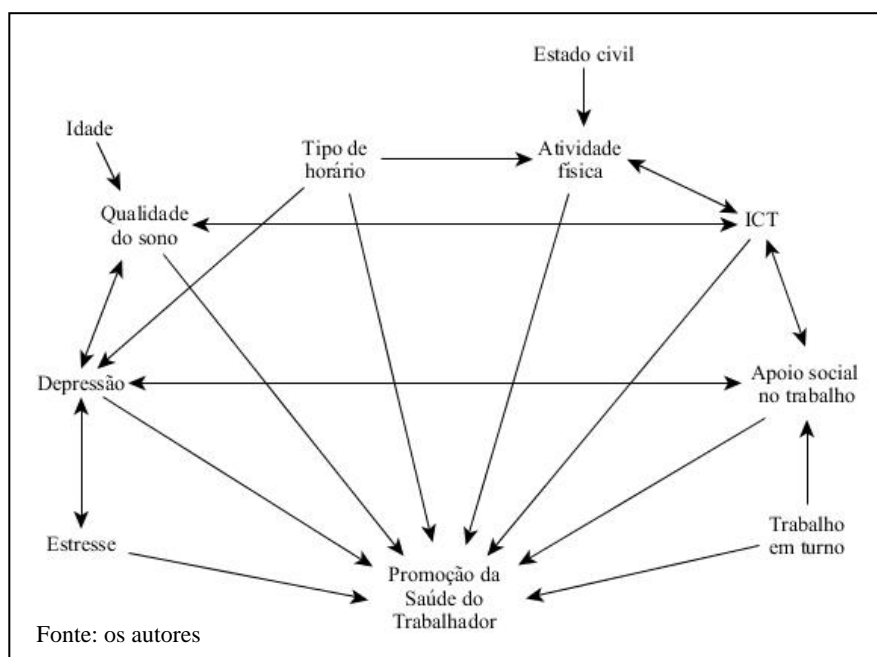 Estado civil
Idade
Tipo de
horário
Atividade
física
Qualidade
do sono
ICT
Depressão
Apoio social
no trabalho
Estresse
Trabalho
em turno
Promoção da
Saúde do
Trabalhador
Fonte: os autores